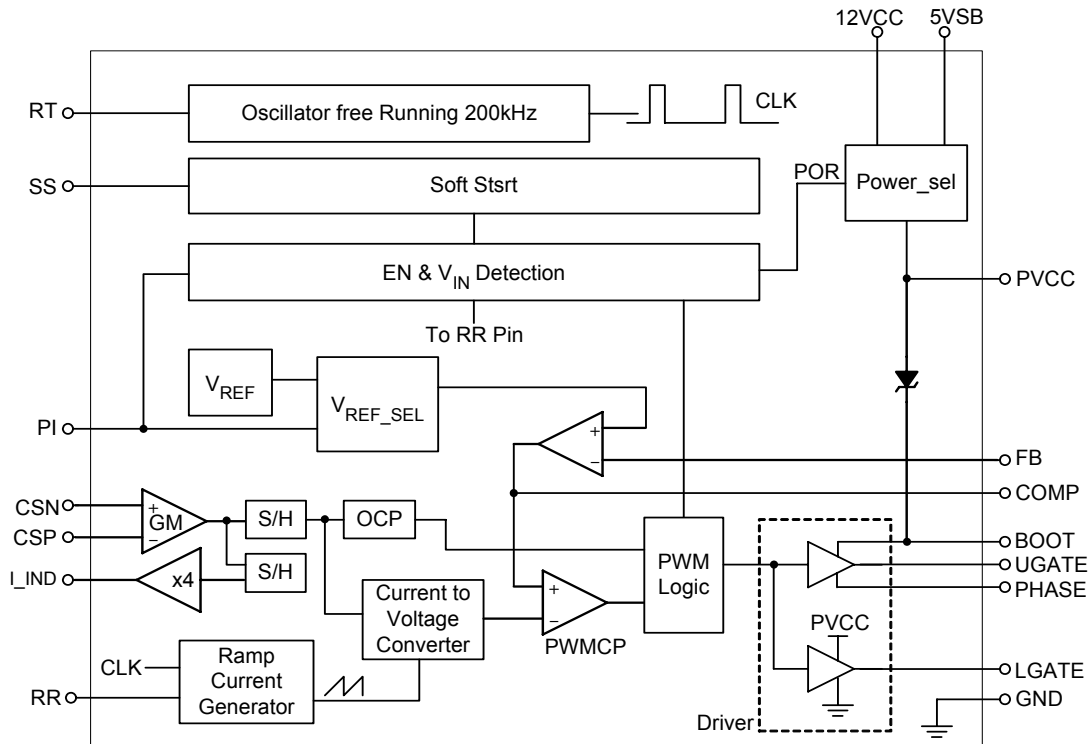 12VCC 5VSB
RT Oscillator free Running 200kHz CLK
SS Soft Stsrt POR Power_sel
EN & VIN Detection PVCC
To RR Pin
VREF
VREF_SEL
PI
+
−
FB
COMP
CSN + GM S/H OCP
CSP −
BOOT
I_IND x4 S/H PWM UGATE
Logic
PHASE
Current to
Voltage
Converter
+
−
PWMCP
PVCC
CLK Ramp
Current
Generator
RR
LGATE
GND
Driver